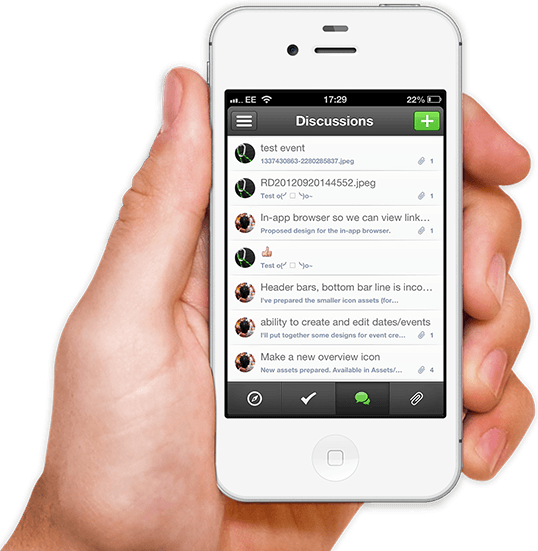 EE 17:29 22%
Discussions
test event
1337430863-2280285837.jpeg 1
RD20120920144552.jpeg
Test o(╯□╰)o~ 1
In-app browser so we can view link…
Proposed design for the in-app browser. 1
👍
Test o(╯□╰)o~
Header bars, bottom bar line is inco…
I've prepared the smaller icon assets (for…
ability to create and edit dates/events
I'll put together some designs for event cre… 1
Make a new overview icon
New assets prepared. Available in Assets/… 4